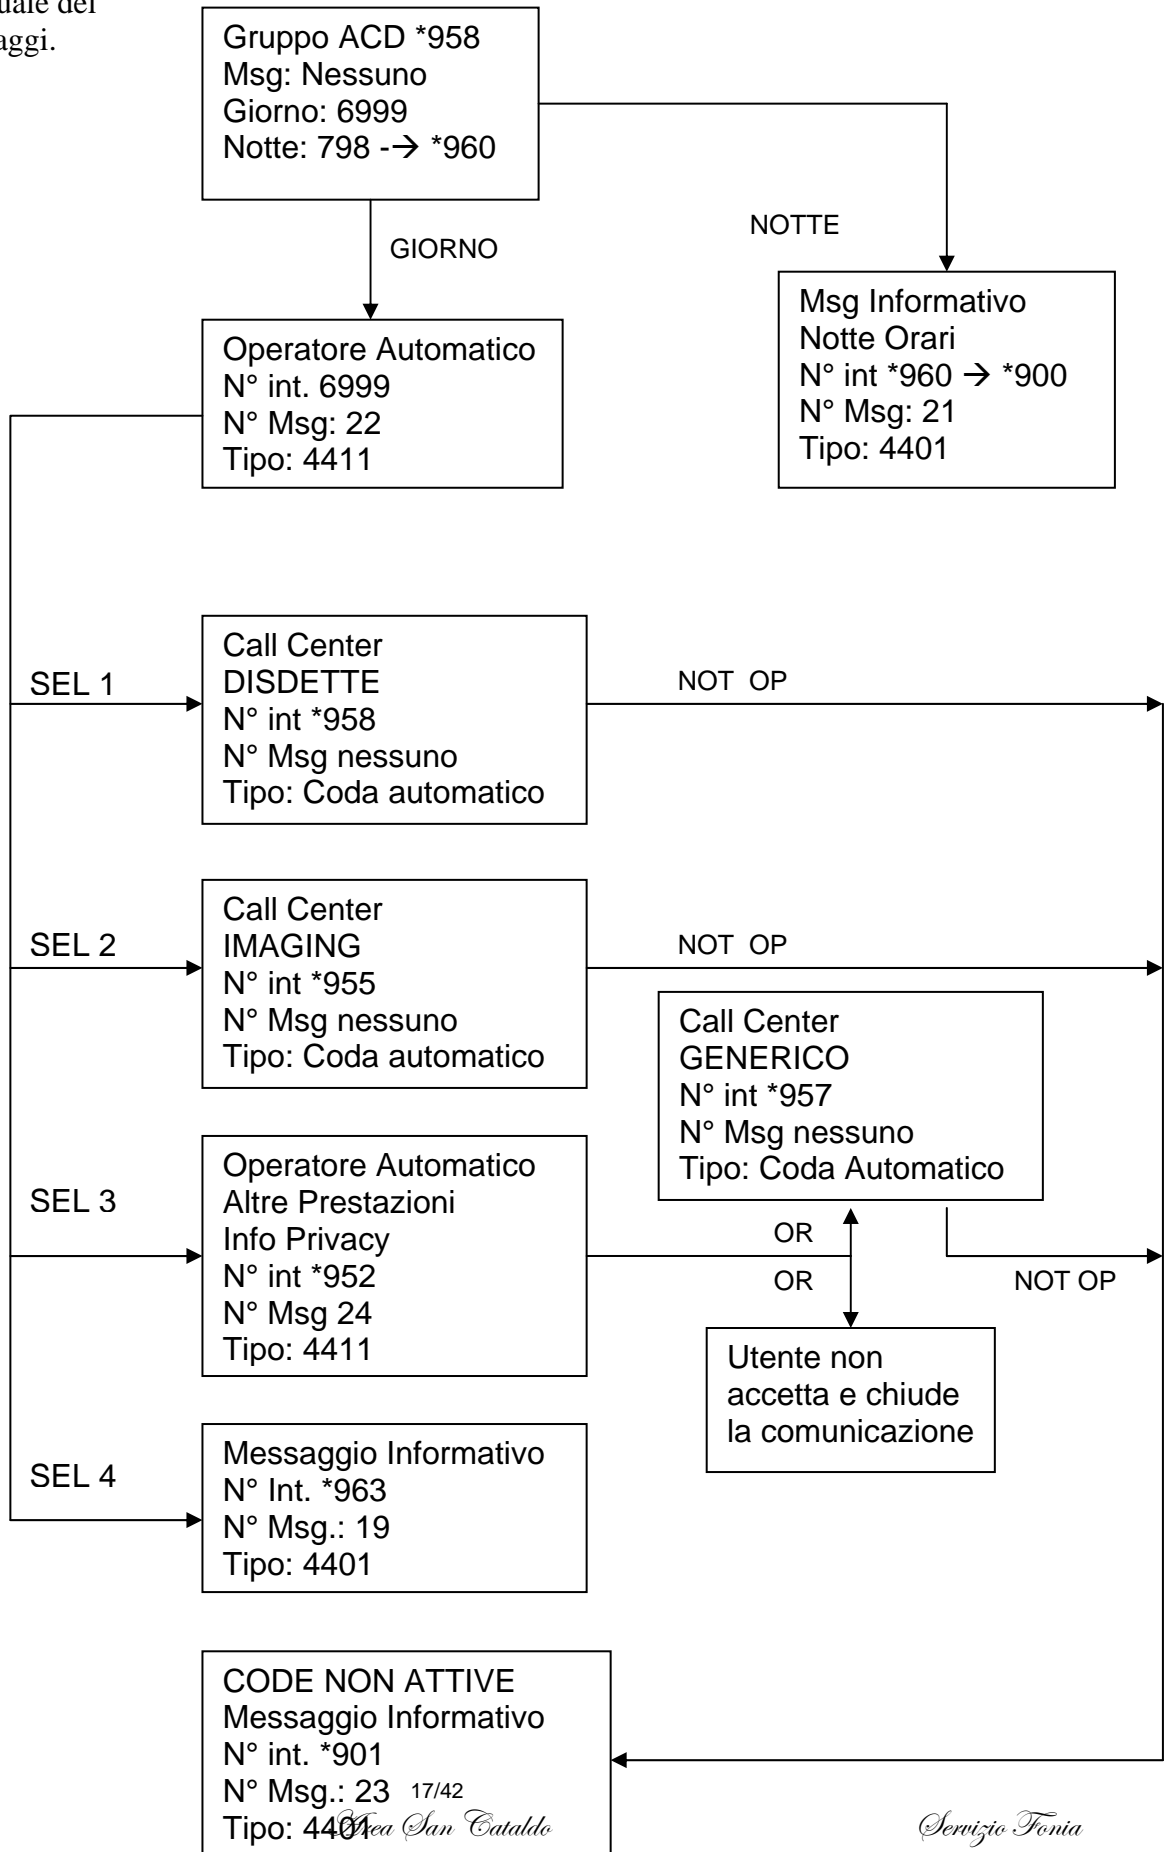 aggi.
Gruppo ACD *958
Msg: Nessuno
Giorno: 6999
Notte: 798 -→ *960
NOTTE
GIORNO
Msg Informativo
Notte Orari
N° int *960 → *900
N° Msg: 21
Tipo: 4401
Operatore Automatico
N° int. 6999
N° Msg: 22
Tipo: 4411
SEL 1
Call Center
DISDETTE
N° int *958
N° Msg nessuno
Tipo: Coda automatico
NOT OP
SEL 2
Call Center
IMAGING
N° int *955
N° Msg nessuno
Tipo: Coda automatico
NOT OP
Call Center
GENERICO
N° int *957
N° Msg nessuno
Tipo: Coda Automatico
SEL 3
Operatore Automatico
Altre Prestazioni
Info Privacy
N° int *952
N° Msg 24
Tipo: 4411
OR
OR
NOT OP
Utente non
accetta e chiude
la comunicazione
SEL 4
Messaggio Informativo
N° Int. *963
N° Msg.: 19
Tipo: 4401
CODE NON ATTIVE
Messaggio Informativo
N° int. *901
N° Msg.: 23
Tipo: 4401
17/42
Area San Cataldo
Servizio Fonia